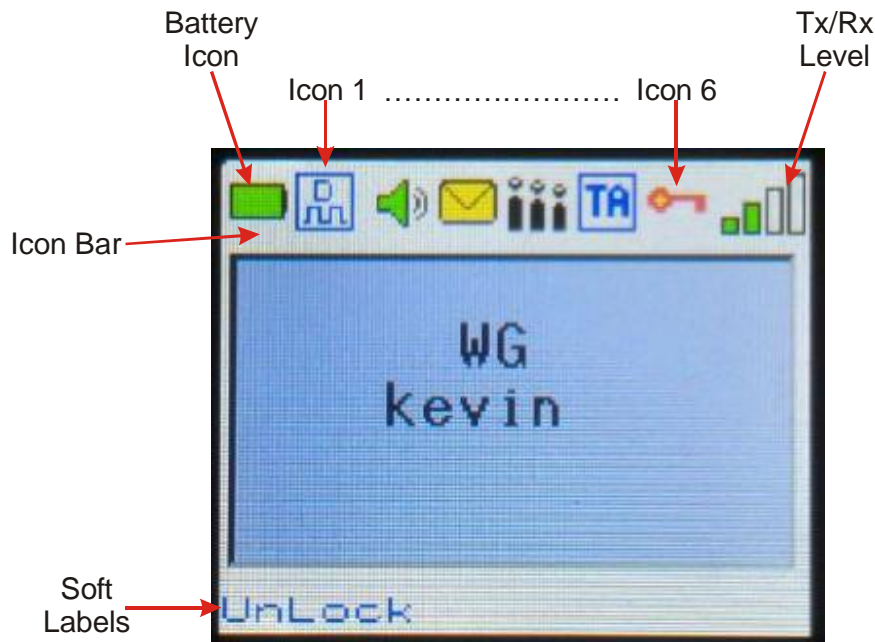 Battery
Icon
Tx/Rx
Level
Icon 1 ...................... Icon 6
D
TA
Icon Bar
WG
kevin
Soft
Labels
UnLock